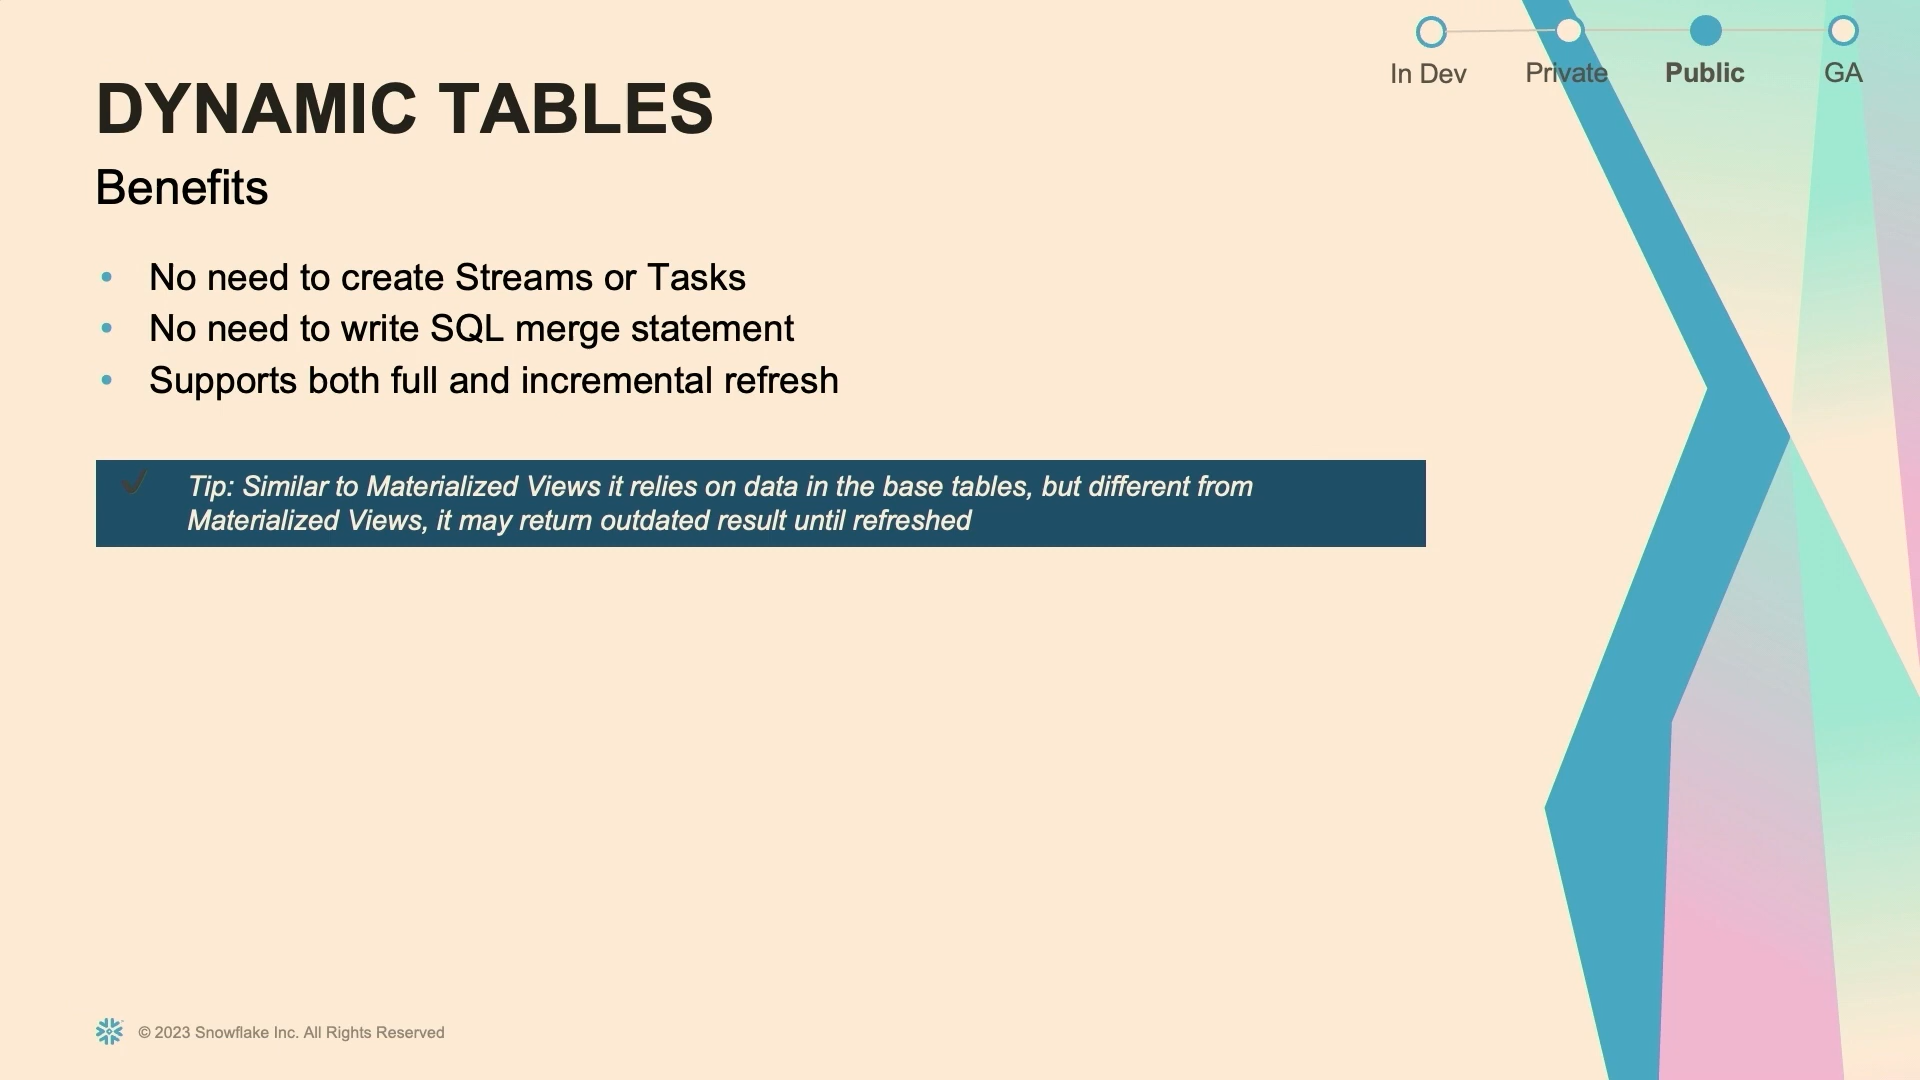 In Dev Private Public GA
DYNAMIC TABLES
Benefits
• No need to create Streams or Tasks
• No need to write SQL merge statement
• Supports both full and incremental refresh
✓ Tip: Similar to Materialized Views it relies on data in the base tables, but different from
Materialized Views, it may return outdated result until refreshed
© 2023 Snowflake Inc. All Rights Reserved